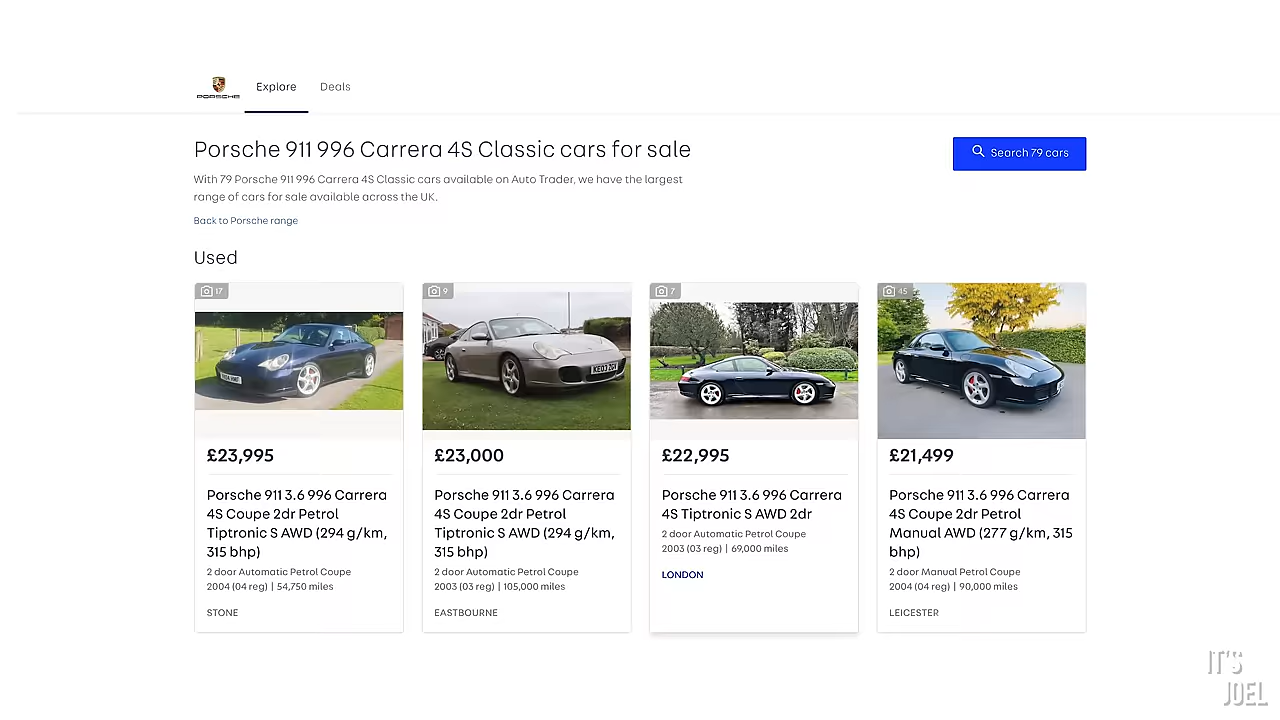 PORSCHE
Explore
Deals
Porsche 911 996 Carrera 4S Classic cars for sale
Search 79 cars
With 79 Porsche 911 996 Carrera 4S Classic cars available on Auto Trader, we have the largest
range of cars for sale available across the UK.
Back to Porsche range
Used
17
£23,995
Porsche 911 3.6 996 Carrera
4S Coupe 2dr Petrol
Tiptronic S AWD (294 g/km,
315 bhp)
2 door Automatic Petrol Coupe
2004 (04 reg) | 54,750 miles
STONE
9
£23,000
Porsche 911 3.6 996 Carrera
4S Coupe 2dr Petrol
Tiptronic S AWD (294 g/km,
315 bhp)
2 door Automatic Petrol Coupe
2003 (03 reg) | 105,000 miles
EASTBOURNE
7
£22,995
Porsche 911 3.6 996 Carrera
4S Tiptronic S AWD 2dr
2 door Automatic Petrol Coupe
2003 (03 reg) | 69,000 miles
LONDON
45
£21,499
Porsche 911 3.6 996 Carrera
4S Coupe 2dr Petrol
Manual AWD (277 g/km, 315
bhp)
2 door Manual Petrol Coupe
2004 (04 reg) | 90,000 miles
LEICESTER
IT'S
JOEL